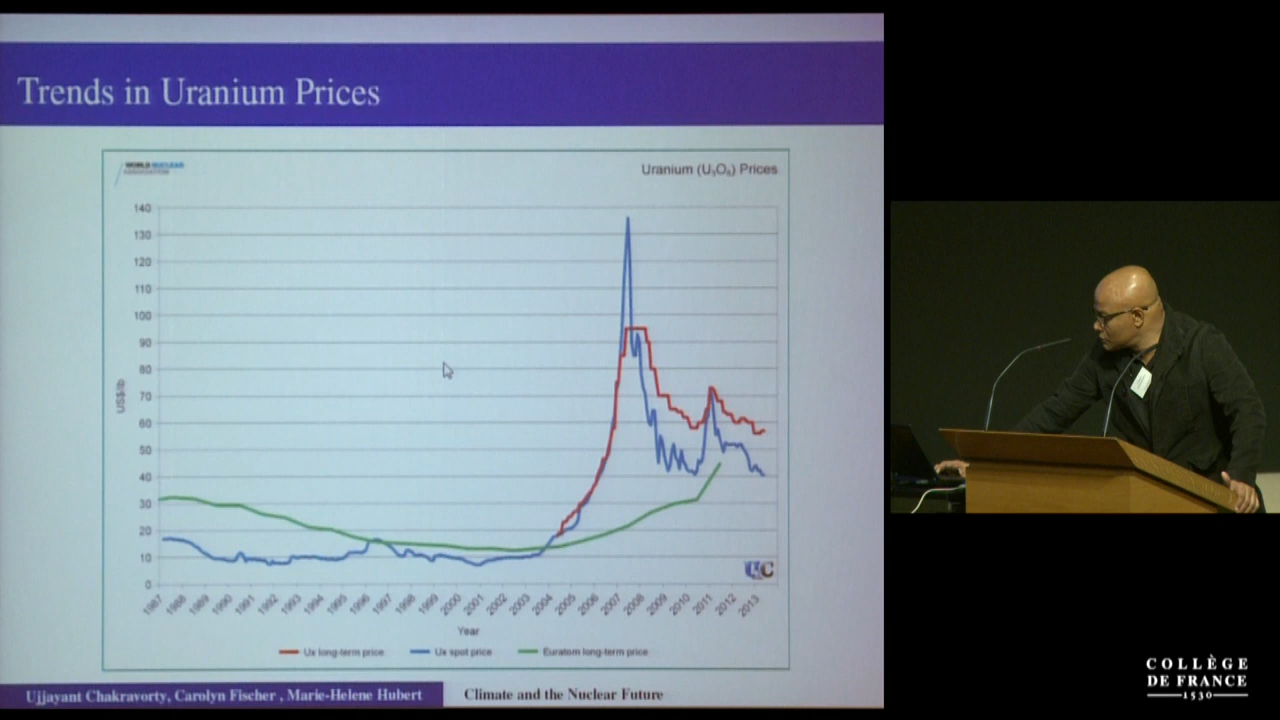 Trends in Uranium Prices
WORLD NUCLEAR
ASSOCIATION
Uranium (U₃O₈) Prices
140
130
120
110
100
90
80
70
60
50
40
30
20
10
0
US$/lb
1987 1988 1989 1990 1991 1992 1993 1994 1995 1996 1997 1998 1999 2000 2001 2002 2003 2004 2005 2006 2007 2008 2009 2010 2011 2012 2013
Year
Ux long-term price Ux spot price Euratom long-term price
Ujjayant Chakravorty, Carolyn Fischer , Marie-Helene Hubert Climate and the Nuclear Future
COLLÈGE
DE FRANCE
1530